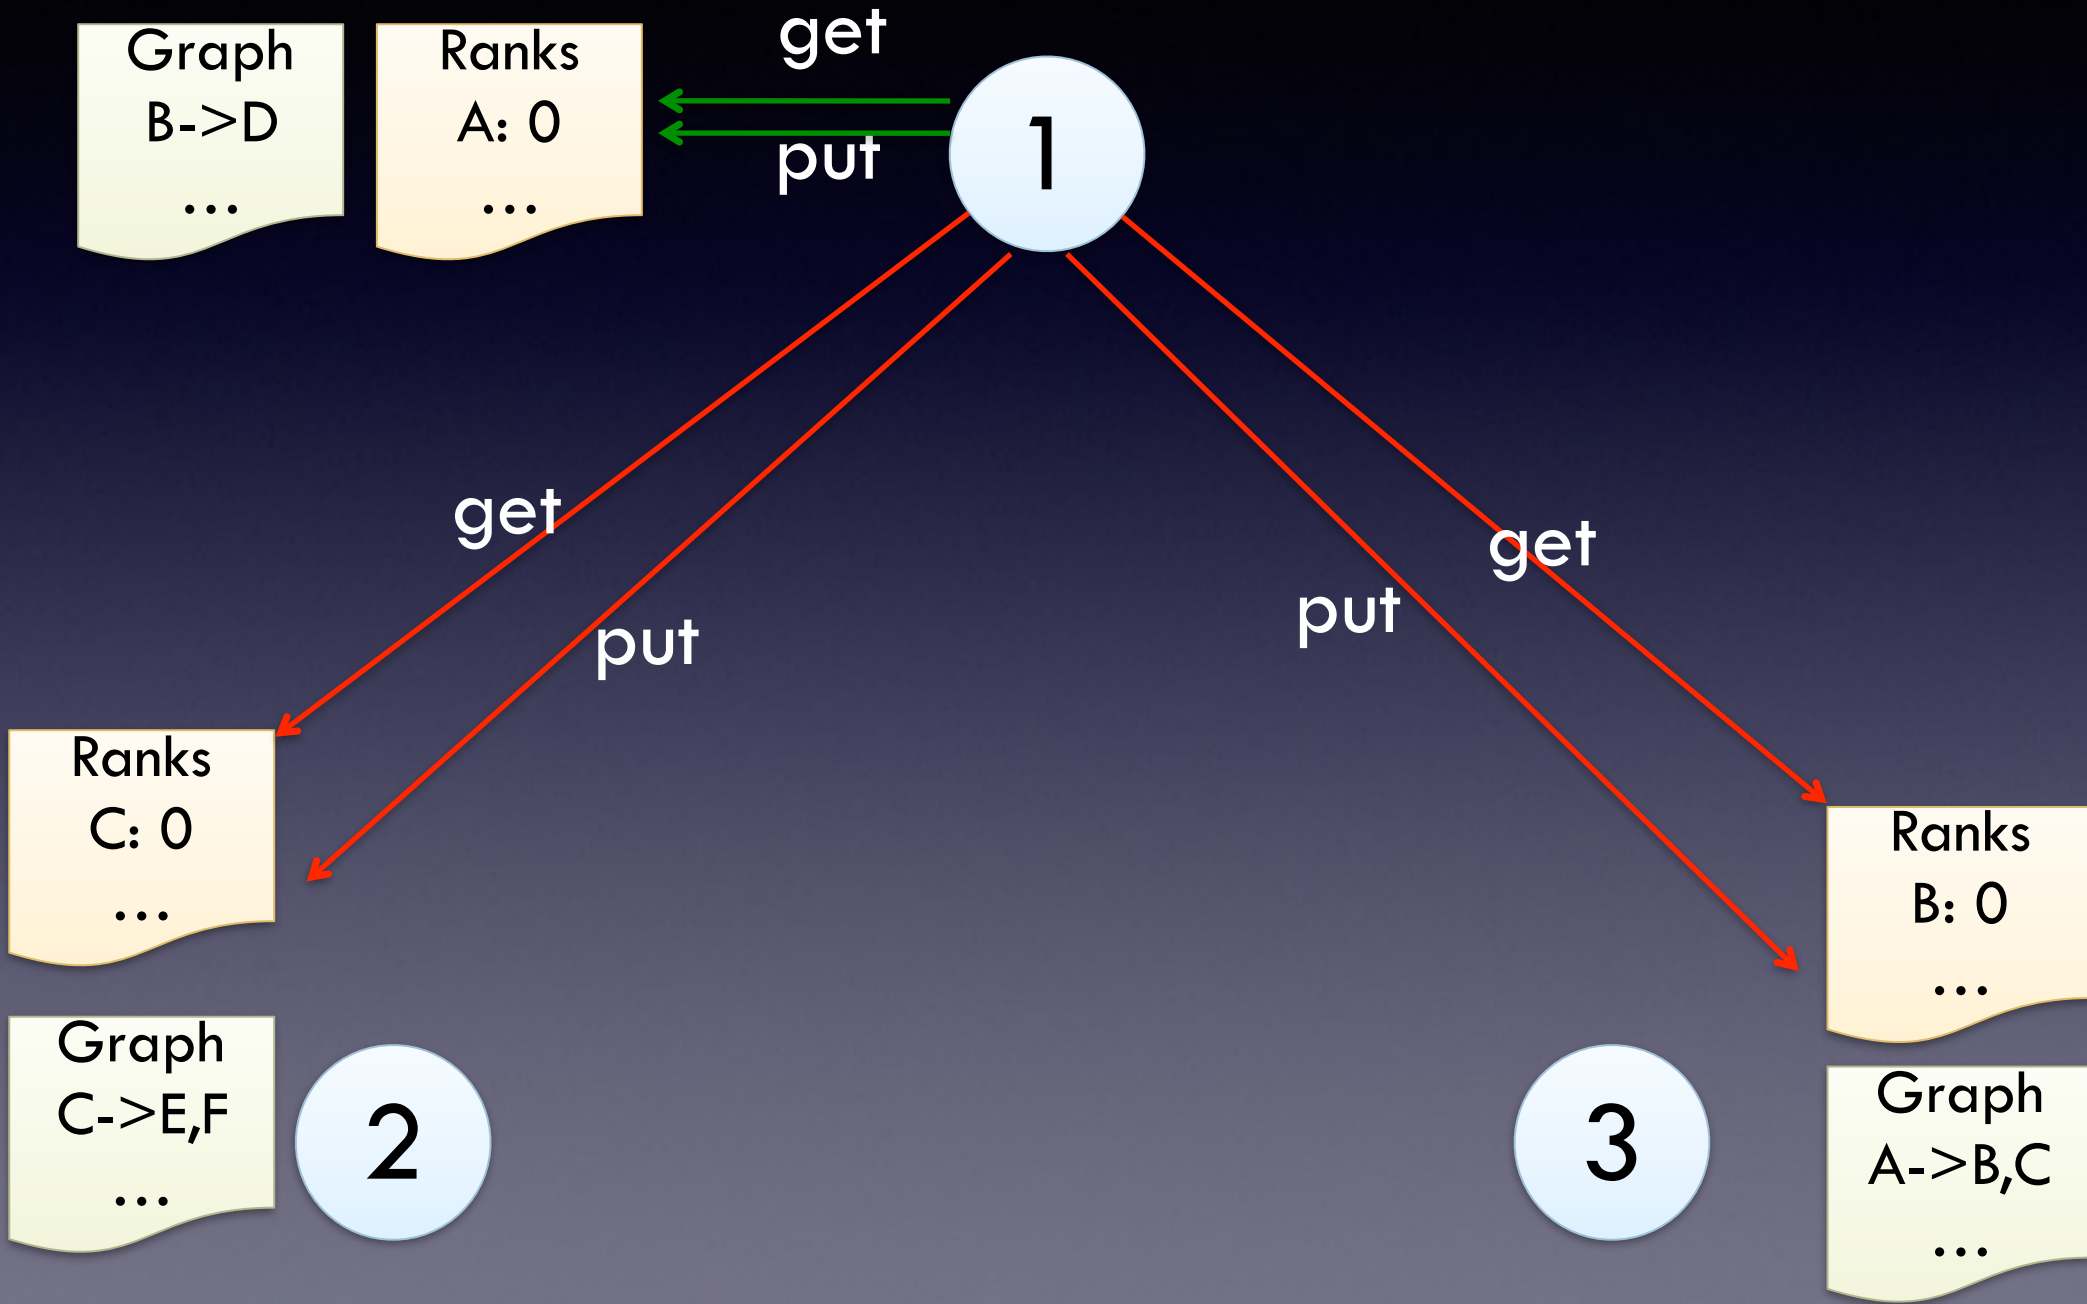 Graph
B->D
...
Ranks
A: 0
...
get
put
1
get
put
get
put
Ranks
C: 0
...
Graph
C->E,F
...
2
3
Ranks
B: 0
...
Graph
A->B,C
...